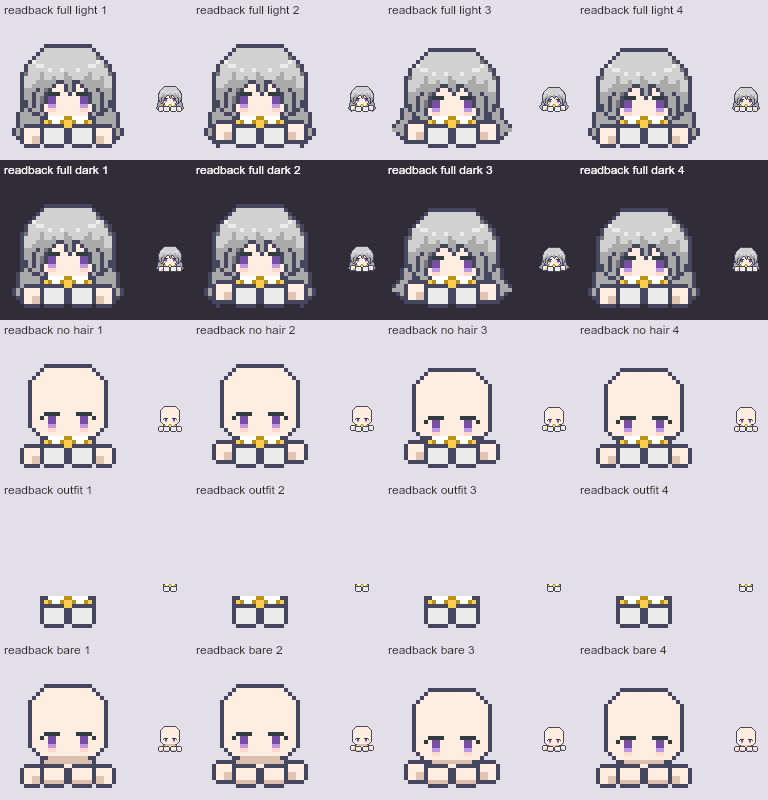 readback full light 1
readback full light 2
readback full light 3
readback full light 4
readback full dark 1
readback full dark 2
readback full dark 3
readback full dark 4
readback no hair 1
readback no hair 2
readback no hair 3
readback no hair 4
readback outfit 1
readback outfit 2
readback outfit 3
readback outfit 4
readback bare 1
readback bare 2
readback bare 3
readback bare 4